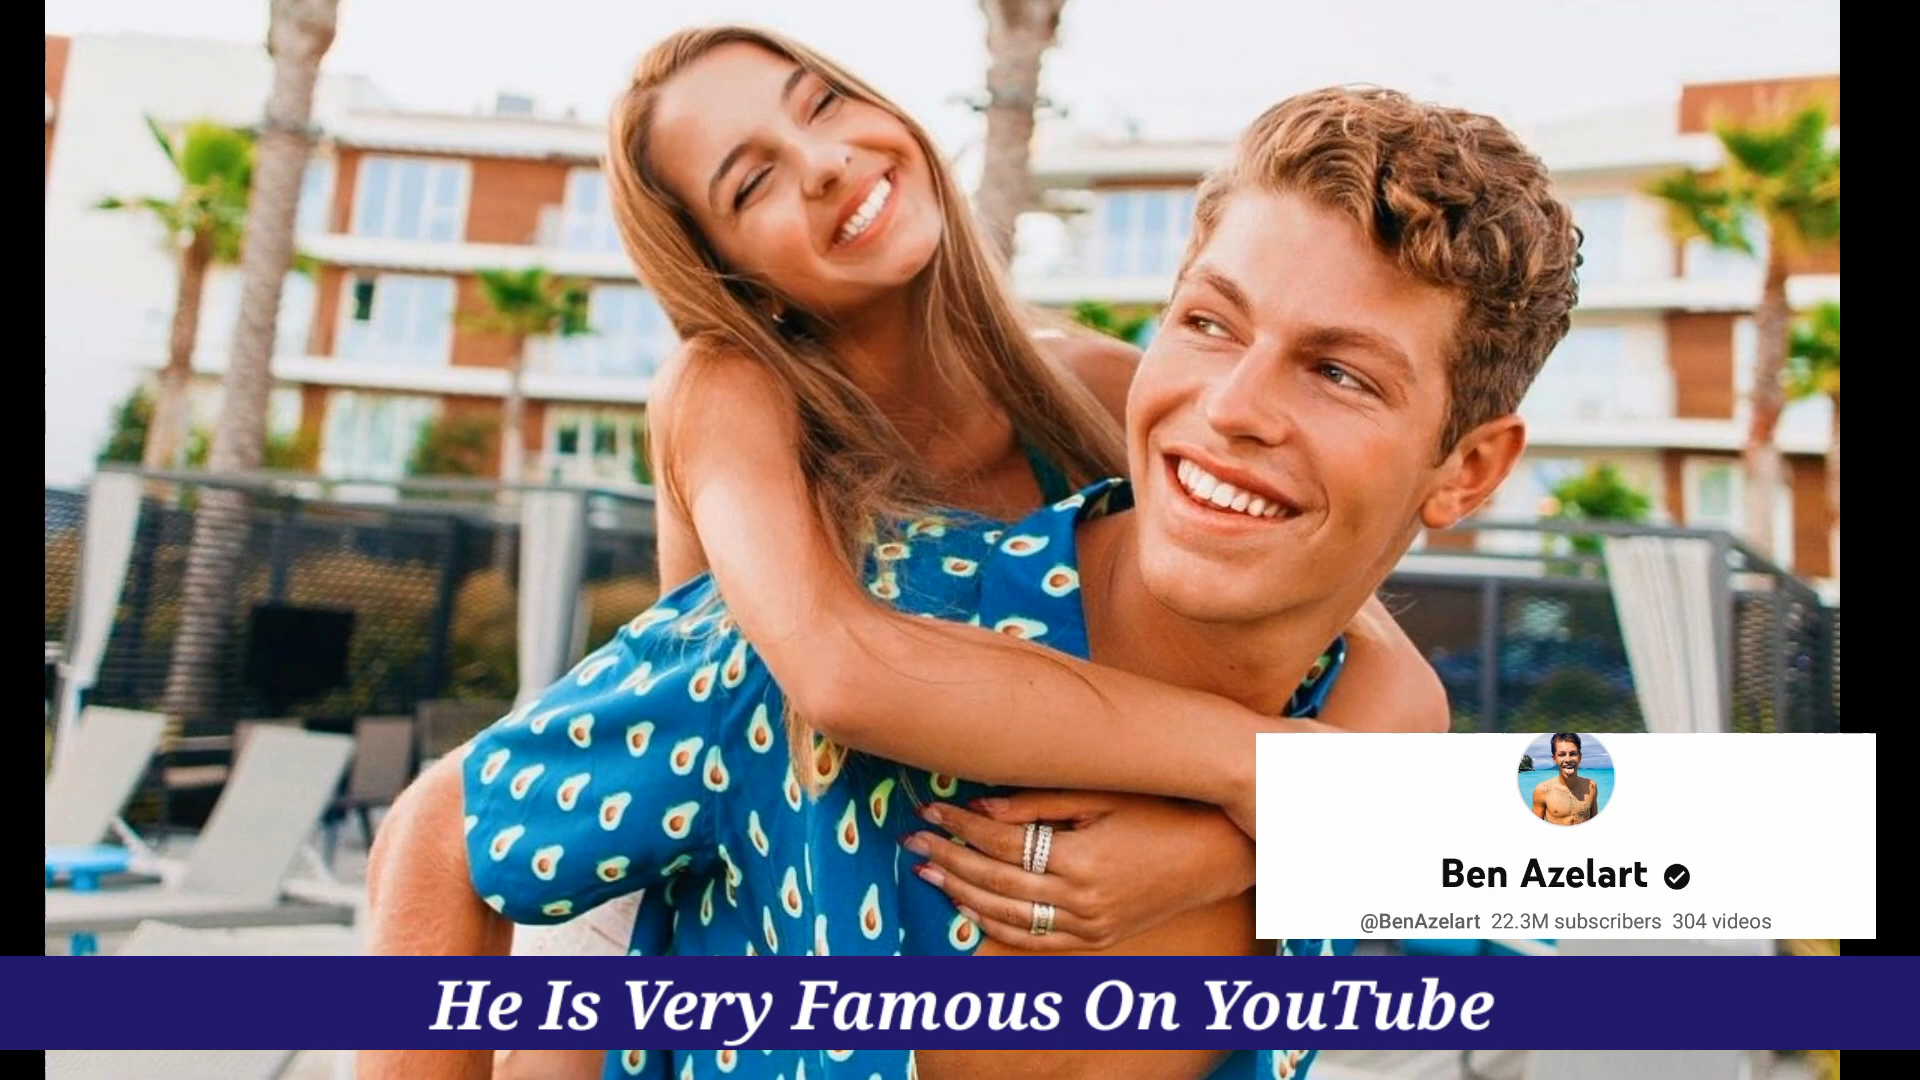 Ben Azelart
@BenAzelart 22.3M subscribers 304 videos
He Is Very Famous On YouTube